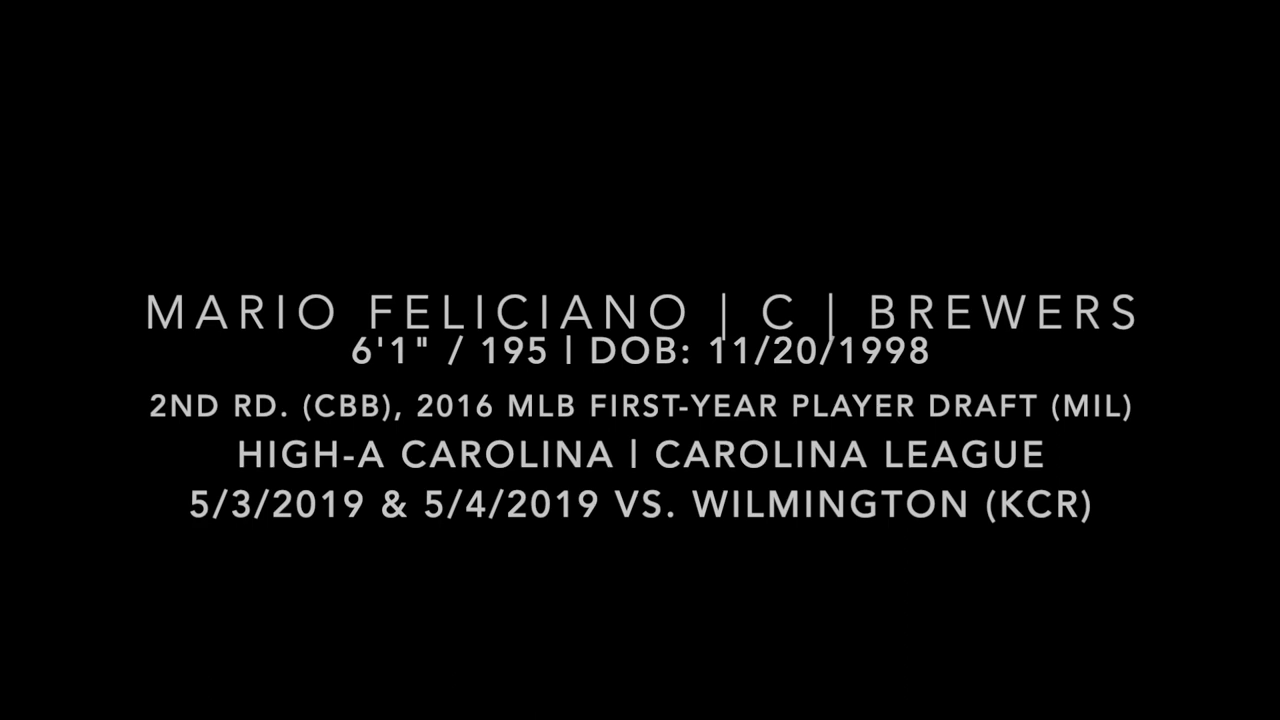 MARIO FELICIANO | C | BREWERS
6'1" / 195 | DOB: 11/20/1998
2ND RD. (CBB), 2016 MLB FIRST-YEAR PLAYER DRAFT (MIL)
HIGH-A CAROLINA | CAROLINA LEAGUE
5/3/2019 & 5/4/2019 VS. WILMINGTON (KCR)